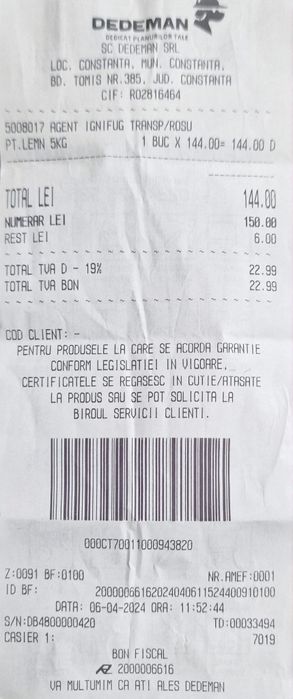 DEDEMAN
DEDICAT PLANURILOR TALE
SC DEDEMAN SRL
LOC. CONSTANTA, MUN. CONSTANTA,
BD. TOMIS NR.385, JUD. CONSTANTA
CIF: RO2816464
5008017 AGENT IGNIFUG TRANSP/ROSU
PT.LEMN 5KG 1 BUC X 144.00= 144.00 D
TOTAL LEI 144.00
NUMERAR LEI 150.00
REST LEI 6.00
TOTAL TVA D - 19% 22.99
TOTAL TVA BON 22.99
COD CLIENT: -
PENTRU PRODUSELE LA CARE SE ACORDA GARANTIE
CONFORM LEGISLATIEI IN VIGOARE,
CERTIFICATELE SE REGASESC IN CUTIE/ATASATE
LA PRODUS SAU SE POT SOLICITA LA
BIROUL SERVICII CLIENTI.
000CT70011000943820
Z:0091 BF:0100 NR.AMEF:0001
ID BF: 20000066162024040611524400910100
DATA: 06-04-2024 ORA: 11:52:44
S/N:DB4800000420 TD:00033494
CASIER 1: 7019
BON FISCAL
2000006616
VA MULTUMIM CA ATI ALES DEDEMAN